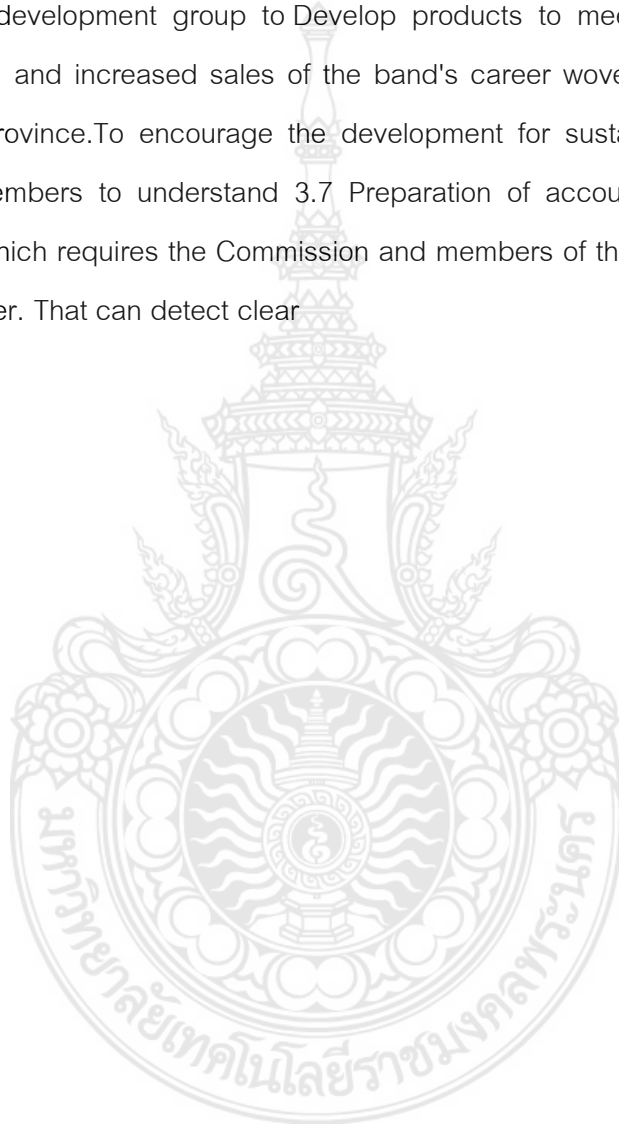 development group to Develop products to mee
and increased sales of the band's career wove
rovince.To encourage the development for susta
embers to understand 3.7 Preparation of accou
hich requires the Commission and members of th
er. That can detect clear
มหาวิทยาลัยเทคโนโลยีราชมงคลพระนคร